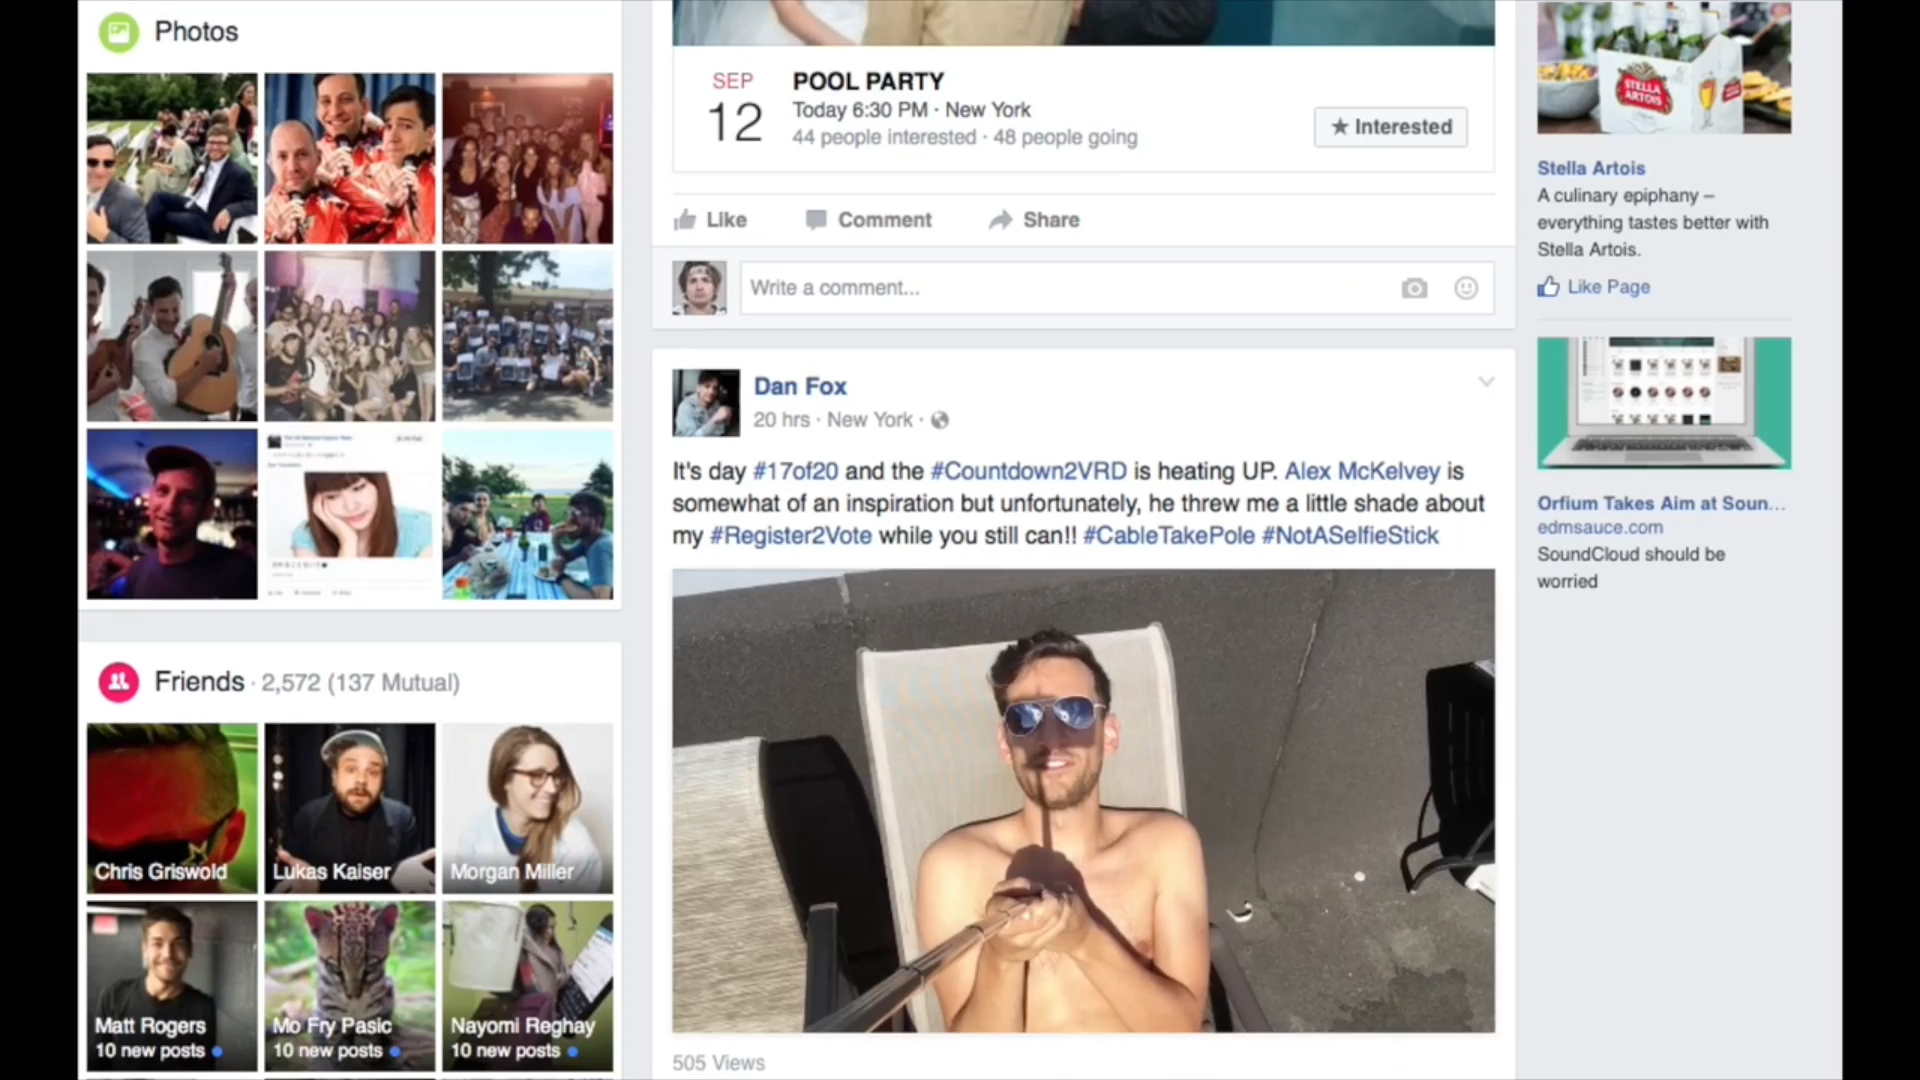 Photos
SEP
12
POOL PARTY
Today 6:30 PM · New York
44 people interested · 48 people going
★ Interested
Like
Comment
Share
Write a comment...
Dan Fox
20 hrs · New York ·
It's day #17of20 and the #Countdown2VRD is heating UP. Alex McKelvey is
somewhat of an inspiration but unfortunately, he threw me a little shade about
my #Register2Vote while you still can!! #CableTakePole #NotASelfieStick
505 Views
Friends · 2,572 (137 Mutual)
Chris Griswold
Lukas Kaiser
Morgan Miller
Matt Rogers
10 new posts
Mo Fry Pasic
10 new posts
Nayomi Reghay
10 new posts
STELLA
ARTOIS
Stella Artois
A culinary epiphany –
everything tastes better with
Stella Artois.
Like Page
Orfium Takes Aim at Soun...
edmsauce.com
SoundCloud should be
worried